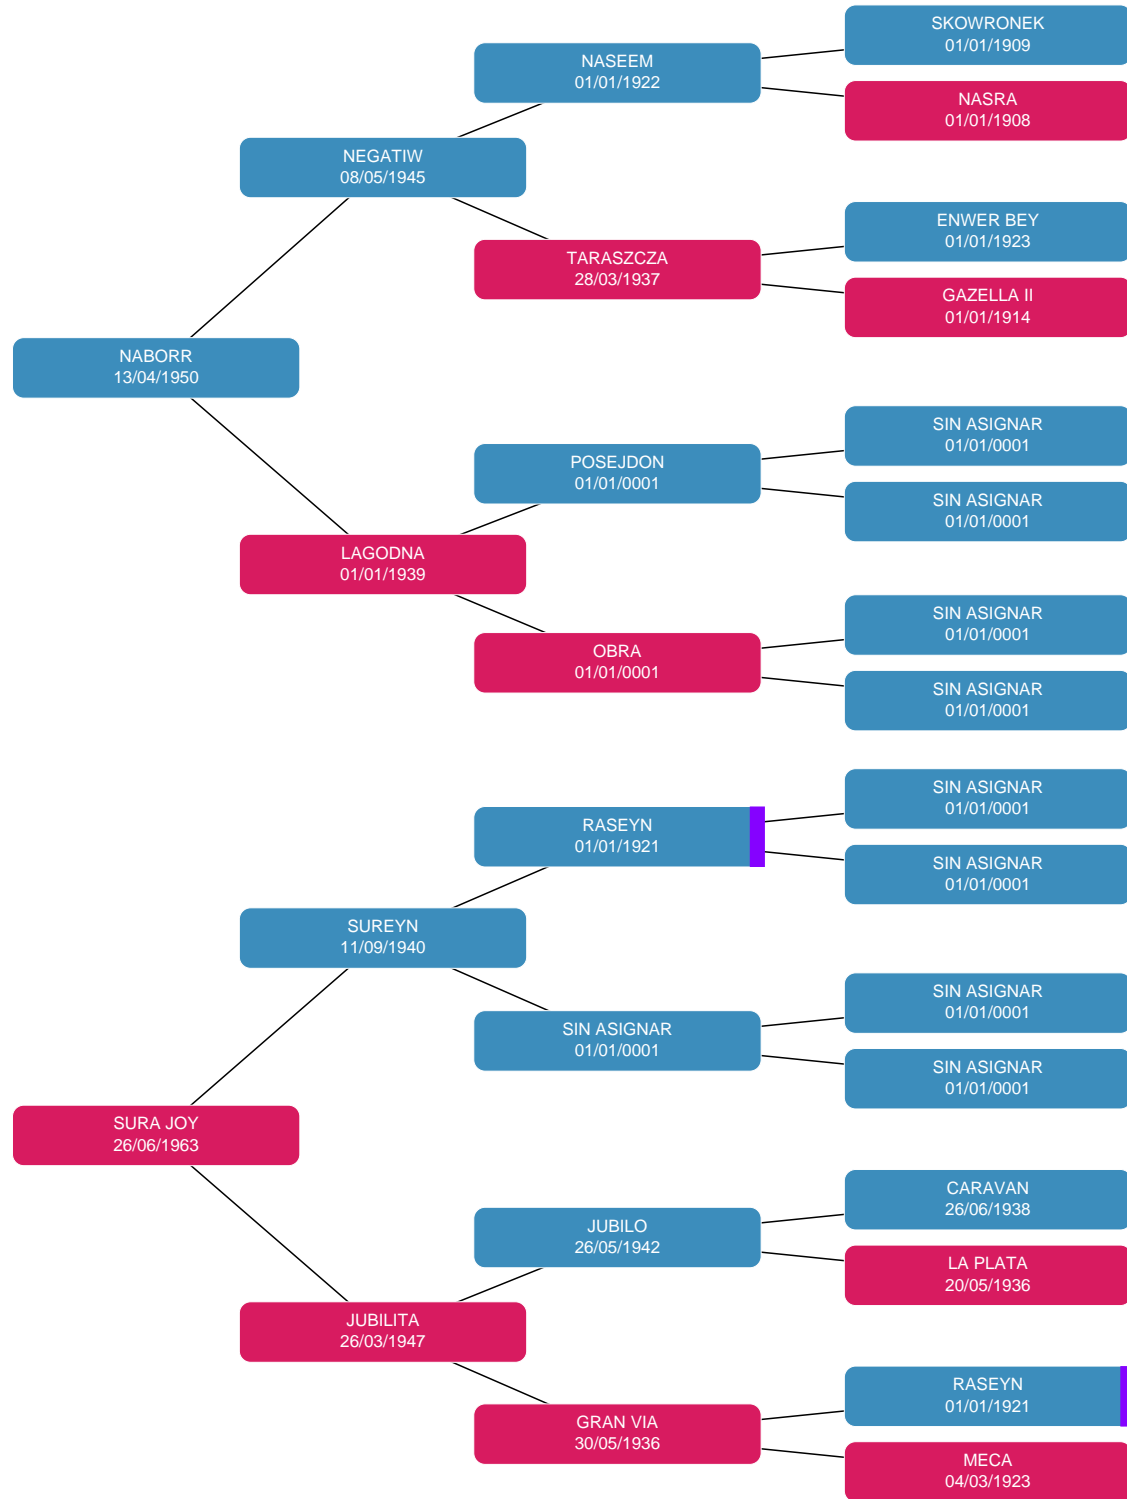 SKOWRONEK
01/01/1909
NASEEM
01/01/1922
NASRA
01/01/1908
NEGATIW
08/05/1945
ENWER BEY
01/01/1923
TARASZCZA
28/03/1937
GAZELLA II
01/01/1914
NABORR
13/04/1950
SIN ASIGNAR
01/01/0001
POSEJDON
01/01/0001
SIN ASIGNAR
01/01/0001
LAGODNA
01/01/1939
SIN ASIGNAR
01/01/0001
OBRA
01/01/0001
SIN ASIGNAR
01/01/0001
SIN ASIGNAR
01/01/0001
RASEYN
01/01/1921
SIN ASIGNAR
01/01/0001
SUREYN
11/09/1940
SIN ASIGNAR
01/01/0001
SIN ASIGNAR
01/01/0001
SIN ASIGNAR
01/01/0001
SURA JOY
26/06/1963
CARAVAN
26/06/1938
JUBILO
26/05/1942
LA PLATA
20/05/1936
JUBILITA
26/03/1947
RASEYN
01/01/1921
GRAN VIA
30/05/1936
MECA
04/03/1923